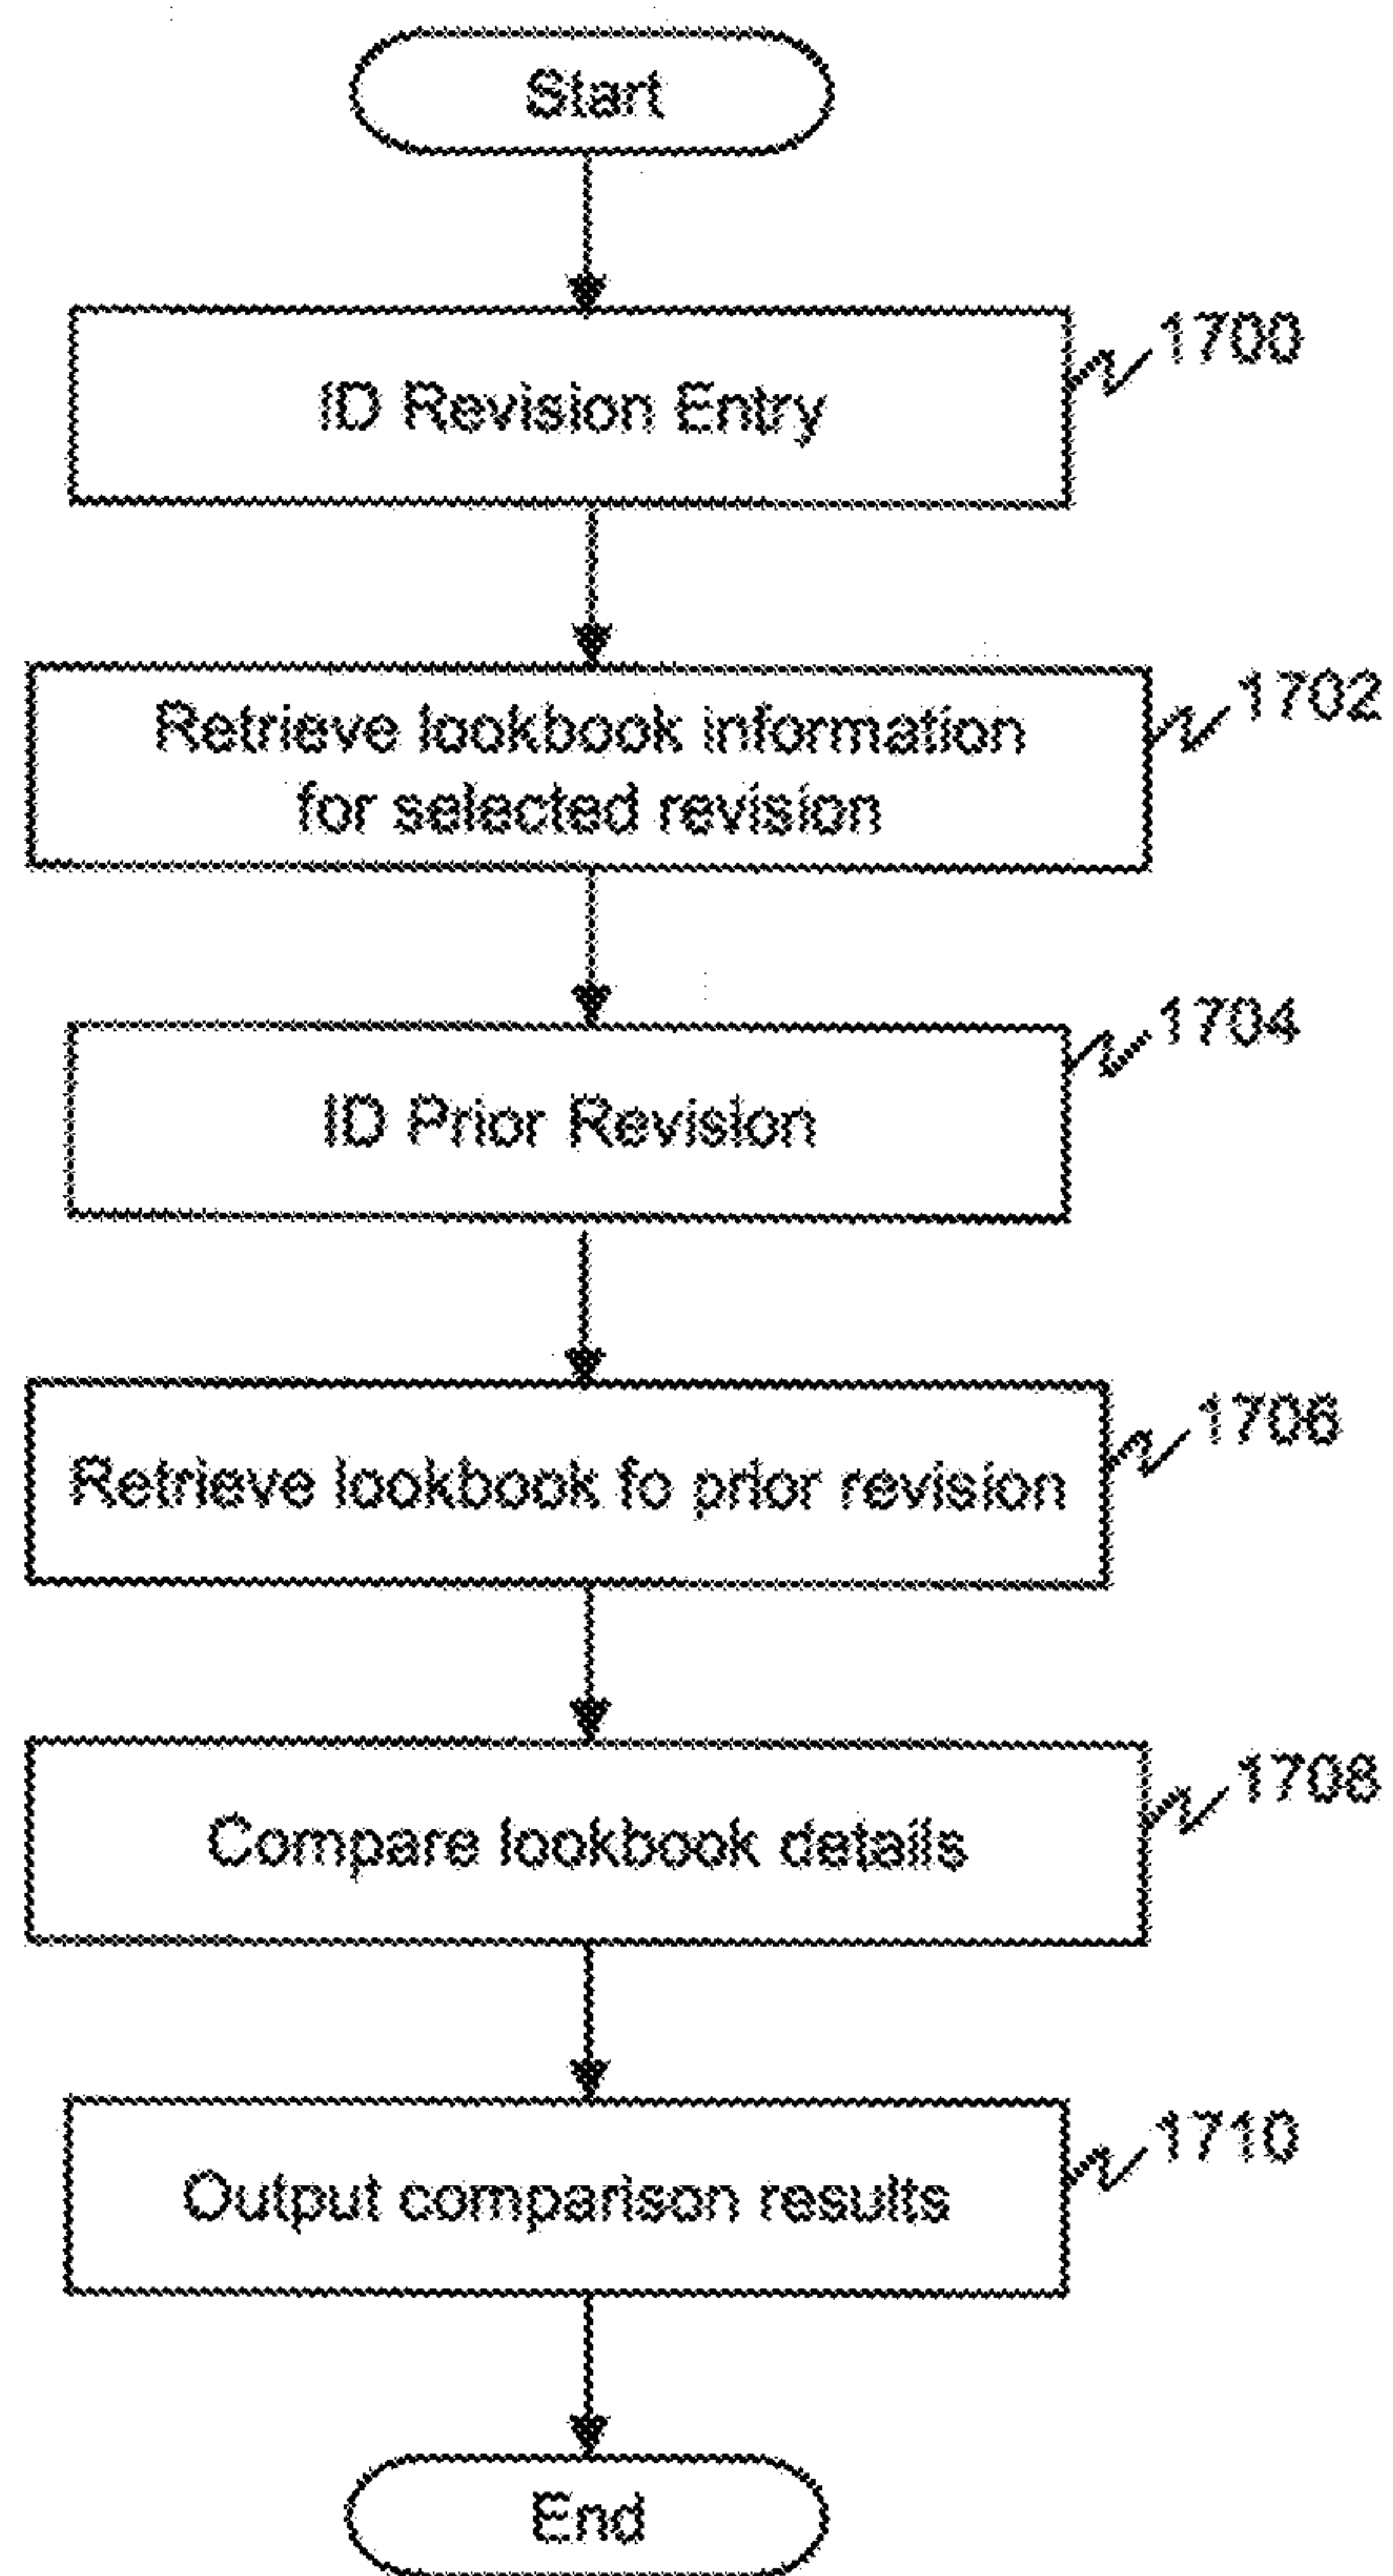 Start
ID Revision Entry
1700
Retrieve lookbook information
for selected revision
1702
ID Prior Revision
1704
Retrieve lookbook fo prior revision
1706
Compare lookbook details
1708
Output comparison results
1710
End